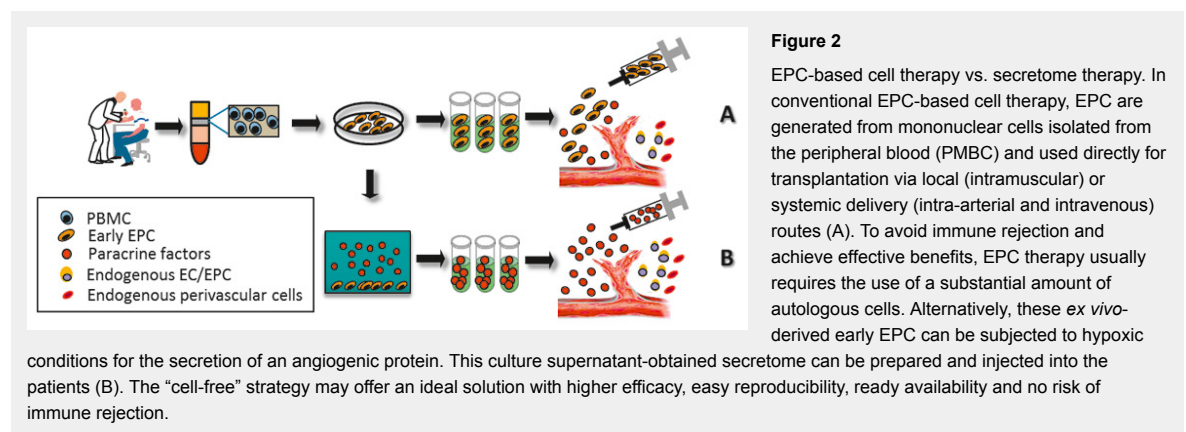 A
PBMC
Early EPC
Paracrine factors
Endogenous EC/EPC
Endogenous perivascular cells
B
Figure 2
EPC-based cell therapy vs. secretome therapy. In
conventional EPC-based cell therapy, EPC are
generated from mononuclear cells isolated from
the peripheral blood (PMBC) and used directly for
transplantation via local (intramuscular) or
systemic delivery (intra-arterial and intravenous)
routes (A). To avoid immune rejection and
achieve effective benefits, EPC therapy usually
requires the use of a substantial amount of
autologous cells. Alternatively, these ex vivo-
derived early EPC can be subjected to hypoxic
conditions for the secretion of an angiogenic protein. This culture supernatant-obtained secretome can be prepared and injected into the
patients (B). The “cell-free” strategy may offer an ideal solution with higher efficacy, easy reproducibility, ready availability and no risk of
immune rejection.